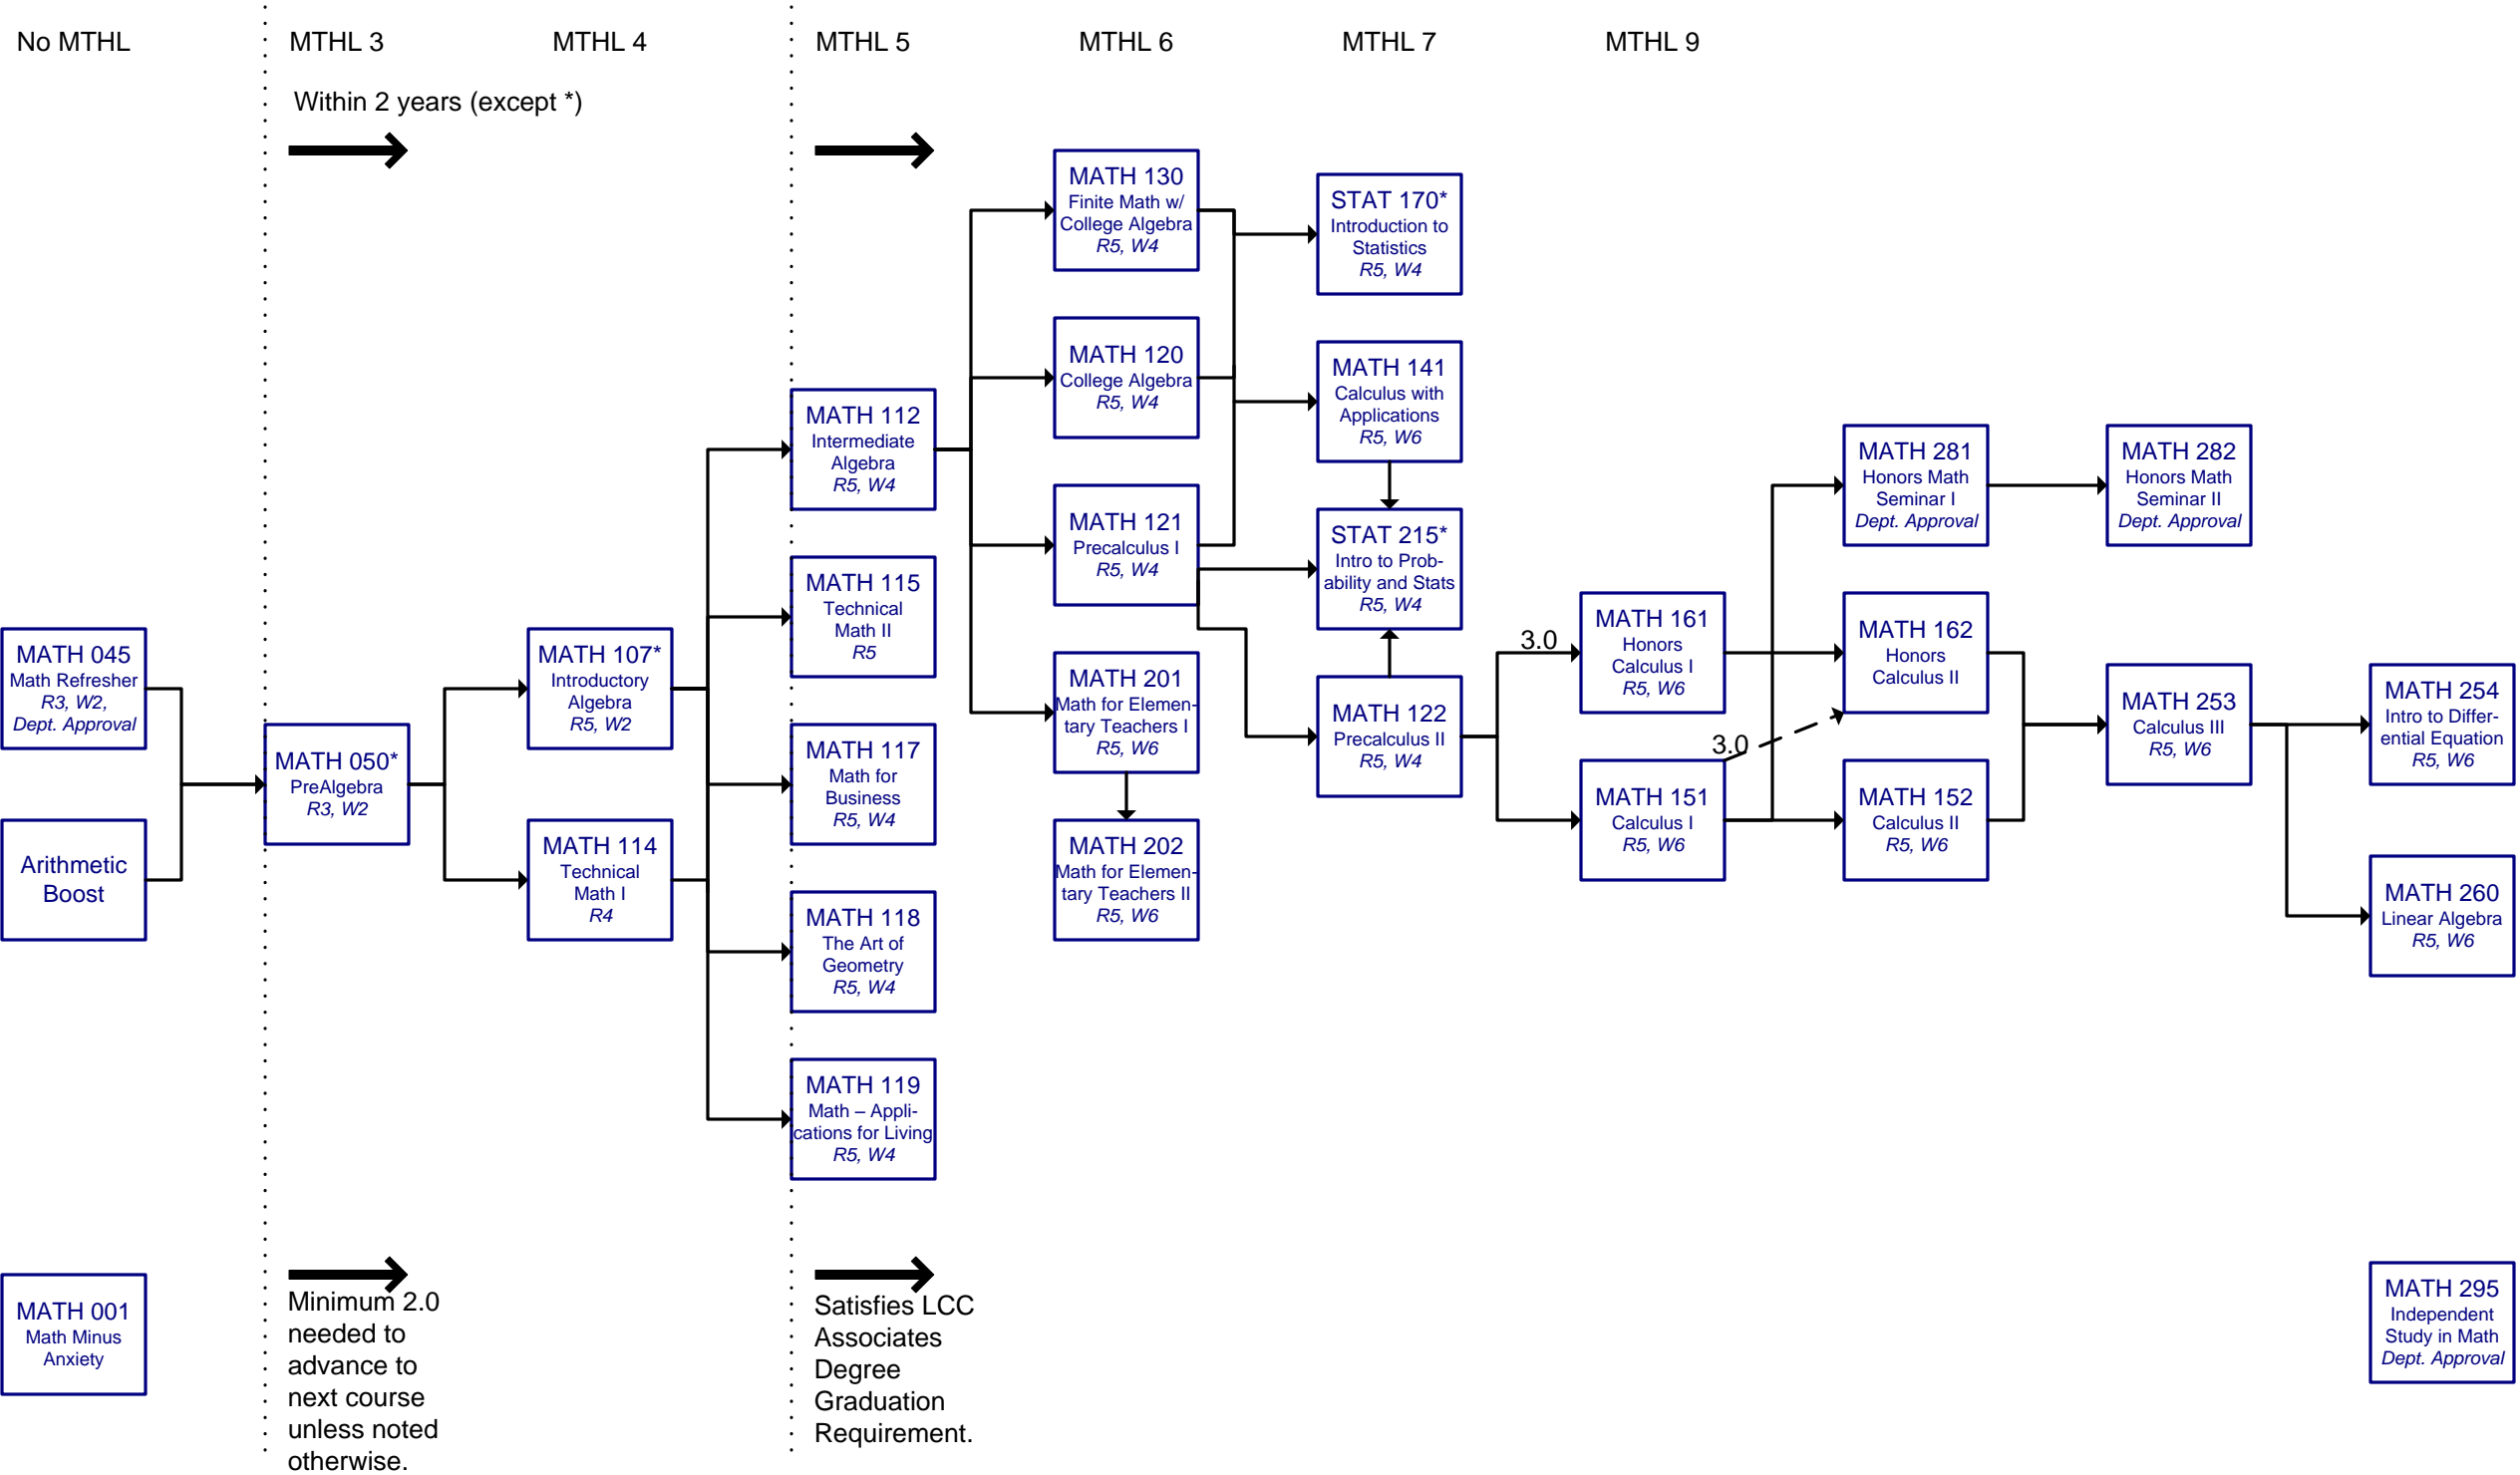 No MTHL
MTHL 3
MTHL 4
MTHL 5
MTHL 6
MTHL 7
MTHL 9
Within 2 years (except *)
MATH 045
Math Refresher
R3, W2,
Dept. Approval
Arithmetic
Boost
MATH 001
Math Minus
Anxiety
MATH 050*
PreAlgebra
R3, W2
Minimum 2.0
needed to
advance to
next course
unless noted
otherwise.
MATH 107*
Introductory
Algebra
R5, W2
MATH 114
Technical
Math I
R4
MATH 112
Intermediate
Algebra
R5, W4
MATH 115
Technical
Math II
R5
MATH 117
Math for
Business
R5, W4
MATH 118
The Art of
Geometry
R5, W4
MATH 119
Math – Appli-
cations for Living
R5, W4
Satisfies LCC
Associates
Degree
Graduation
Requirement.
MATH 130
Finite Math w/
College Algebra
R5, W4
MATH 120
College Algebra
R5, W4
MATH 121
Precalculus I
R5, W4
MATH 201
Math for Elemen-
tary Teachers I
R5, W6
MATH 202
Math for Elemen-
tary Teachers II
R5, W6
STAT 170*
Introduction to
Statistics
R5, W4
MATH 141
Calculus with
Applications
R5, W6
STAT 215*
Intro to Prob-
ability and Stats
R5, W4
MATH 122
Precalculus II
R5, W4
3.0
MATH 161
Honors
Calculus I
R5, W6
3.0
MATH 151
Calculus I
R5, W6
MATH 281
Honors Math
Seminar I
Dept. Approval
MATH 162
Honors
Calculus II
MATH 152
Calculus II
R5, W6
MATH 282
Honors Math
Seminar II
Dept. Approval
MATH 253
Calculus III
R5, W6
MATH 254
Intro to Differ-
ential Equation
R5, W6
MATH 260
Linear Algebra
R5, W6
MATH 295
Independent
Study in Math
Dept. Approval